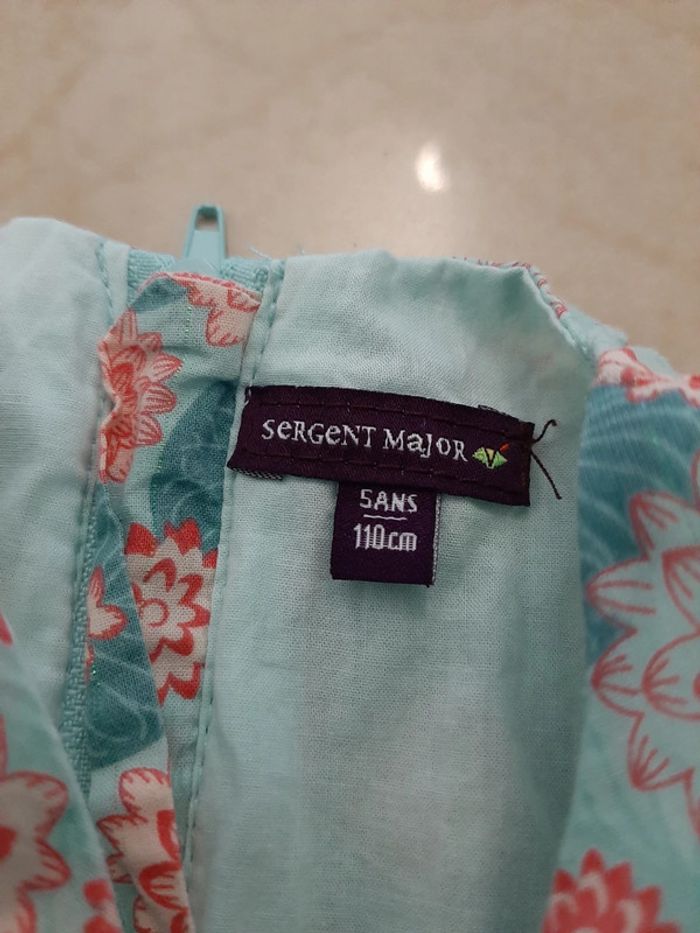 SeRGeNT MaJOR
5ANS
110cm